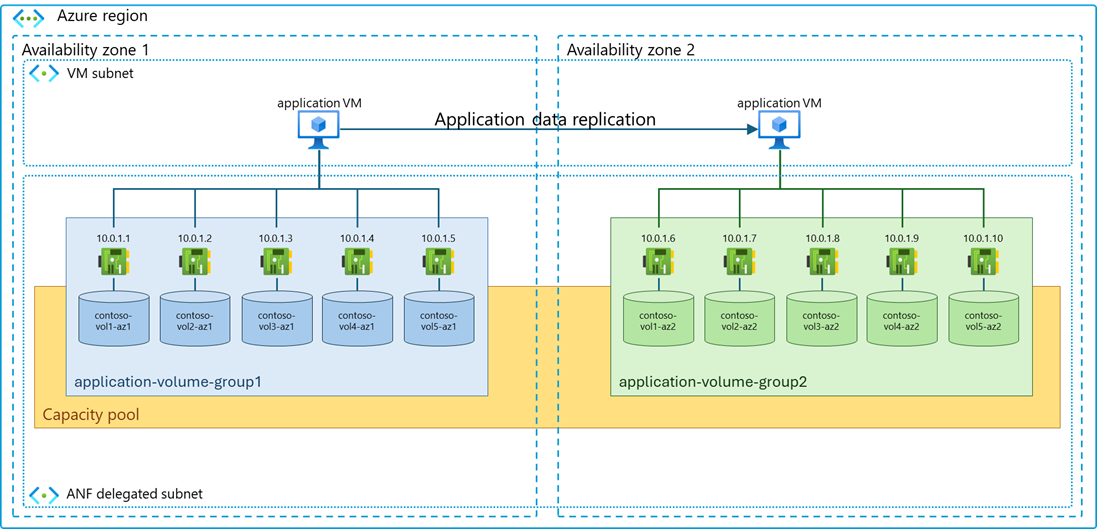 Azure region
Availability zone 1
Availability zone 2
VM subnet
application VM
application VM
Application data replication
10.0.1.1
10.0.1.2
10.0.1.3
10.0.1.4
10.0.1.5
10.0.1.6
10.0.1.7
10.0.1.8
10.0.1.9
10.0.1.10
contoso-
vol1-az1
contoso-
vol2-az1
contoso-
vol3-az1
contoso-
vol4-az1
contoso-
vol5-az1
contoso-
vol1-az2
contoso-
vol2-az2
contoso-
vol3-az2
contoso-
vol4-az2
contoso-
vol5-az2
application-volume-group1
application-volume-group2
Capacity pool
ANF delegated subnet